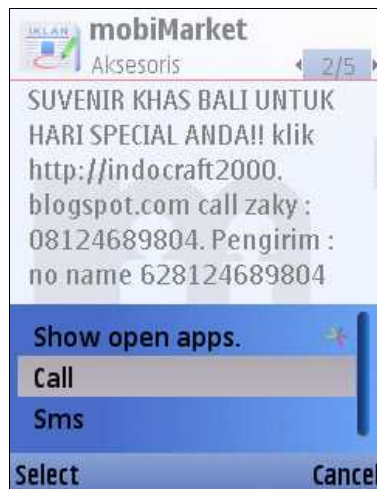 IKLAN
mobiMarket
Aksesoris
2/5
SUVENIR KHAS BALI UNTUK
HARI SPECIAL ANDA!! klik
http://indocraft2000.
blogspot.com call zaky :
08124689804. Pengirim :
no name 628124689804
Show open apps.
Call
Sms
Select
Cancel